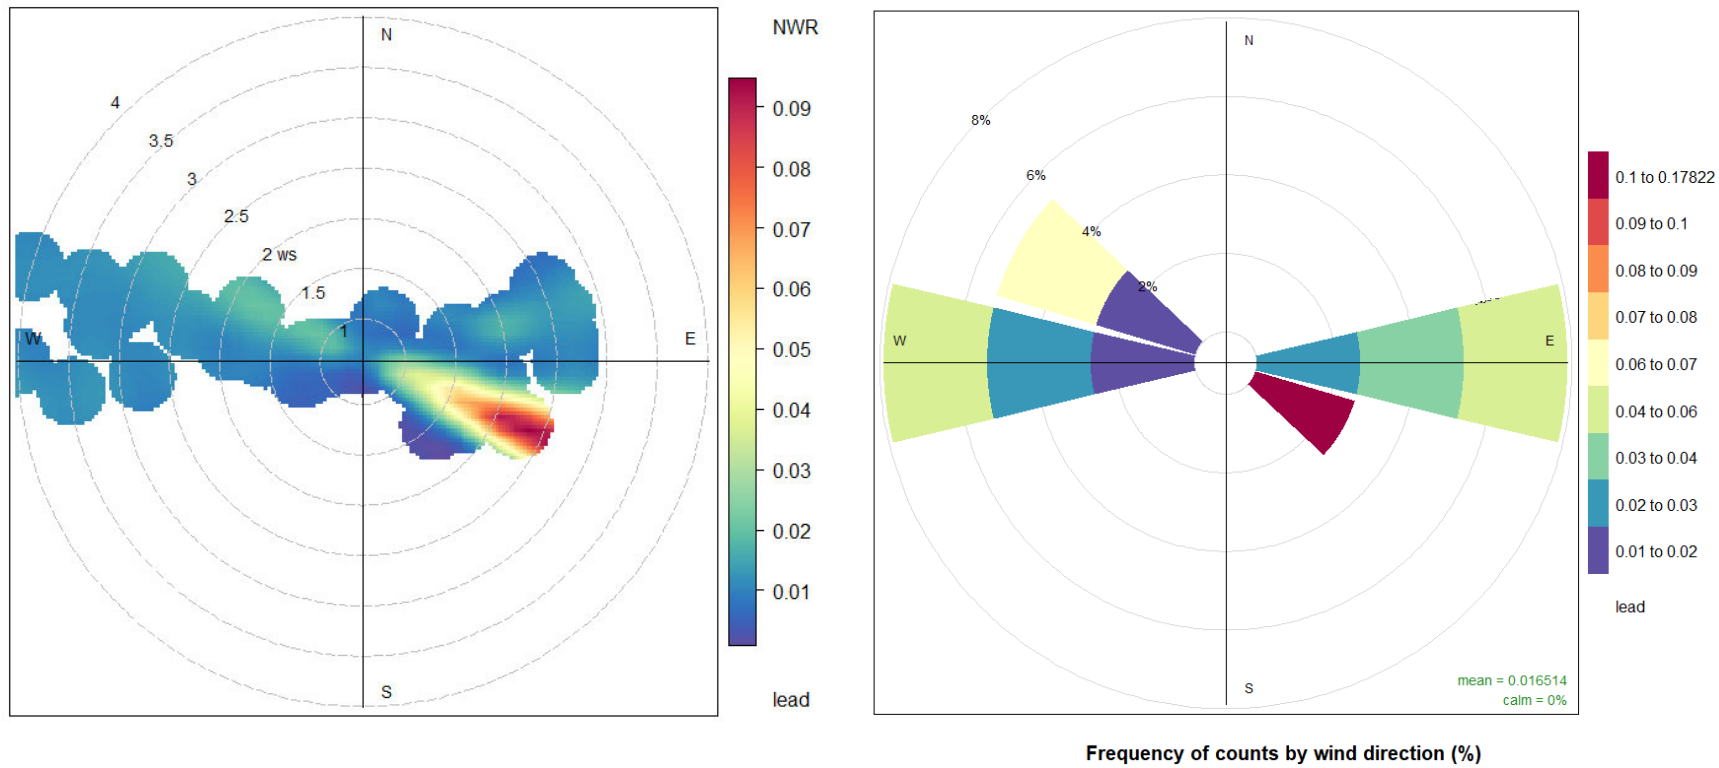 NWR
N
4
3.5
3
2.5
2 ws
1.5
1
W
E
S
0.09
0.08
0.07
0.06
0.05
0.04
0.03
0.02
0.01
lead
N
8%
6%
4%
2%
W
E
S
mean = 0.016514
calm = 0%
0.1 to 0.17822
0.09 to 0.1
0.08 to 0.09
0.07 to 0.08
0.06 to 0.07
0.04 to 0.06
0.03 to 0.04
0.02 to 0.03
0.01 to 0.02
lead
Frequency of counts by wind direction (%)